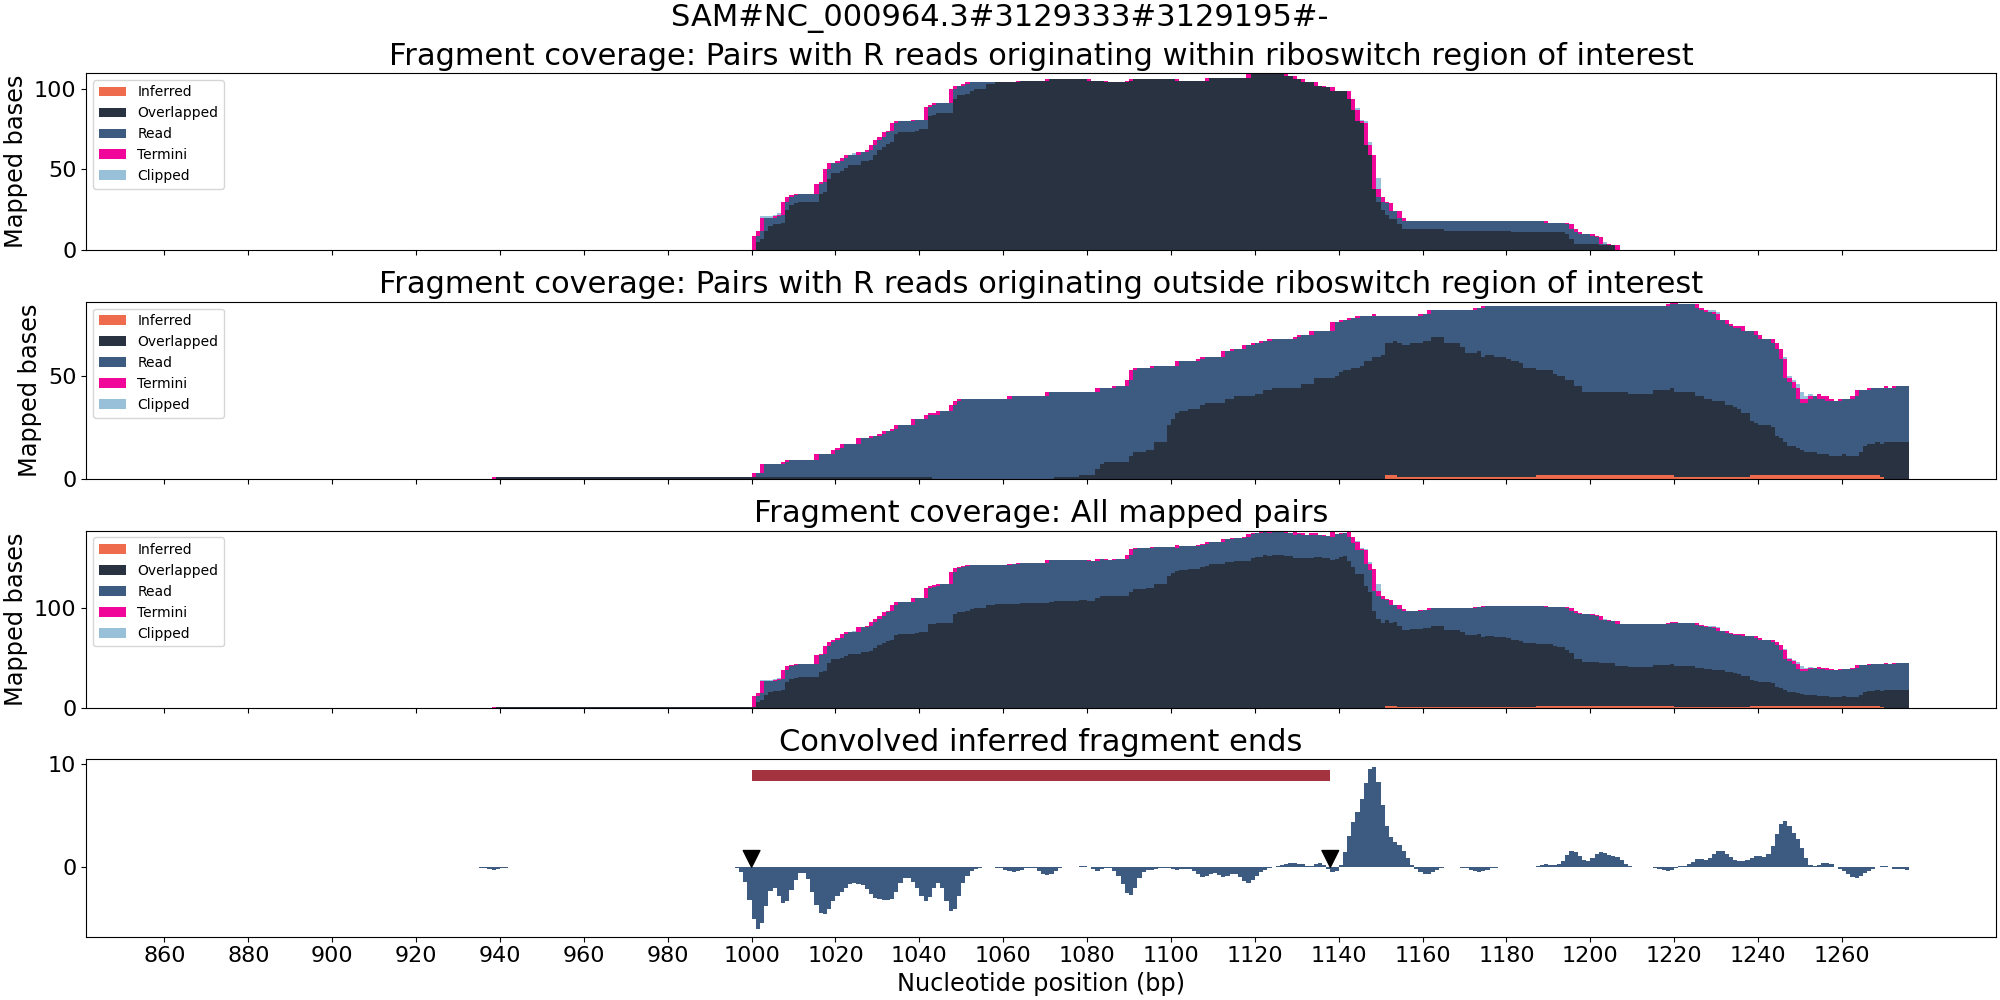 SAM#NC_000964.3#3129333#3129195#-
Fragment coverage: Pairs with R reads originating within riboswitch region of interest
Mapped bases
100
50
0
Inferred
Overlapped
Read
Termini
Clipped
Fragment coverage: Pairs with R reads originating outside riboswitch region of interest
Mapped bases
50
0
Inferred
Overlapped
Read
Termini
Clipped
Fragment coverage: All mapped pairs
Mapped bases
100
0
Inferred
Overlapped
Read
Termini
Clipped
Convolved inferred fragment ends
10
0
860 880 900 920 940 960 980 1000 1020 1040 1060 1080 1100 1120 1140 1160 1180 1200 1220 1240 1260
Nucleotide position (bp)